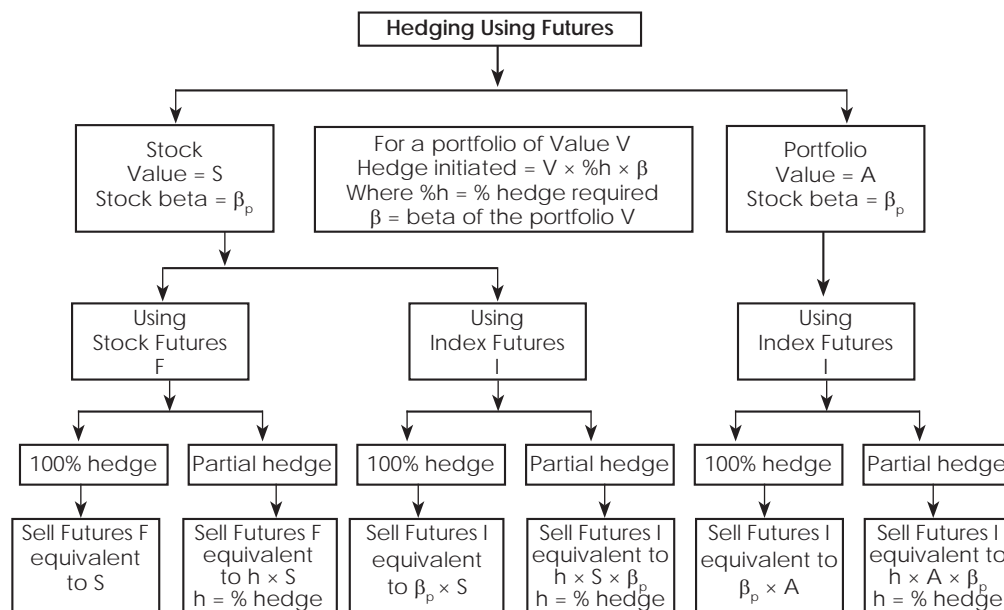 Hedging Using Futures
Stock
Value = S
Stock beta = βp
For a portfolio of Value V
Hedge initiated = V × %h × β
Where %h = % hedge required
β = beta of the portfolio V
Portfolio
Value = A
Stock beta = βp
Using
Stock Futures
F
Using
Index Futures
I
Using
Index Futures
I
100% hedge
Partial hedge
100% hedge
Partial hedge
100% hedge
Partial hedge
Sell Futures F
equivalent
to S
Sell Futures F
equivalent
to h × S
h = % hedge
Sell Futures I
equivalent
to βp × S
Sell Futures I
equivalent to
h × S × βp
h = % hedge
Sell Futures I
equivalent to
βp × A
Sell Futures I
equivalent to
h × A × βp
h = % hedge